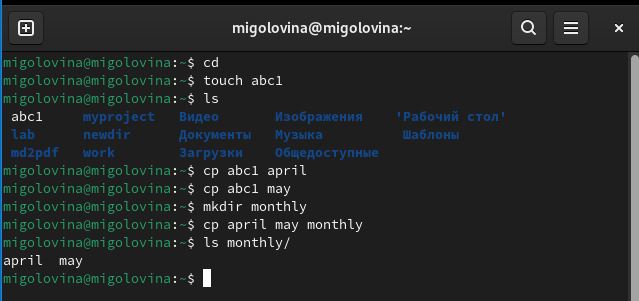 migolovina@migolovina:~
migolovina@migolovina:~$ cd
migolovina@migolovina:~$ touch abc1
migolovina@migolovina:~$ ls
abc1 myproject Видео Изображения 'Рабочий стол'
lab newdir Документы Музыка Шаблоны
md2pdf work Загрузки Общедоступные
migolovina@migolovina:~$ cp abc1 april
migolovina@migolovina:~$ cp abc1 may
migolovina@migolovina:~$ mkdir monthly
migolovina@migolovina:~$ cp april may monthly
migolovina@migolovina:~$ ls monthly/
april may
migolovina@migolovina:~$